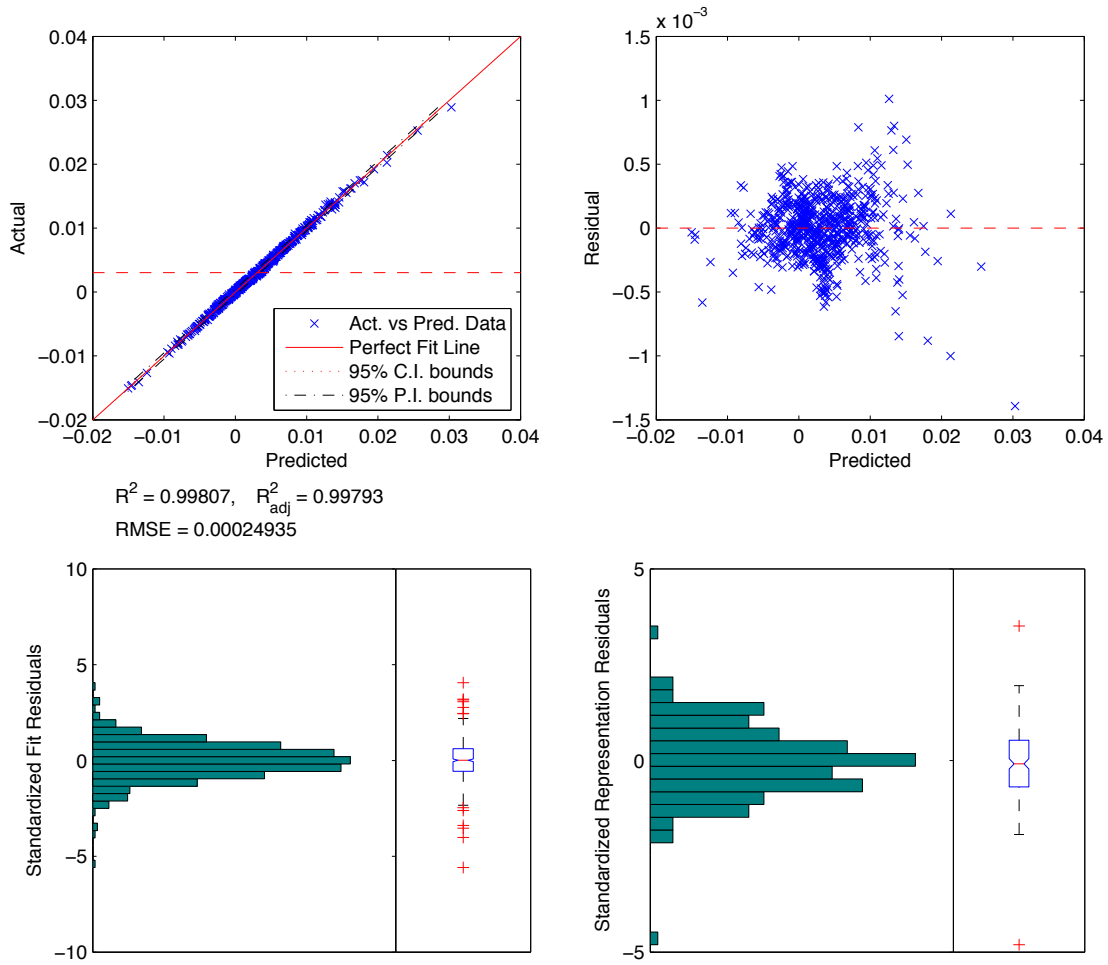 0.04
0.03
0.02
0.01
0
−0.01
−0.02
−0.02
−0.01
0
0.01
0.02
0.03
0.04
Actual
Predicted
Act. vs Pred. Data
Perfect Fit Line
95% C.I. bounds
95% P.I. bounds
x 10⁻³
1.5
1
0.5
0
−0.5
−1
−1.5
−0.02
−0.01
0
0.01
0.02
0.03
0.04
Residual
Predicted
R² = 0.99807, R²adj = 0.99793
RMSE = 0.00024935
10
5
0
−5
−10
Standardized Fit Residuals
5
0
−5
Standardized Representation Residuals